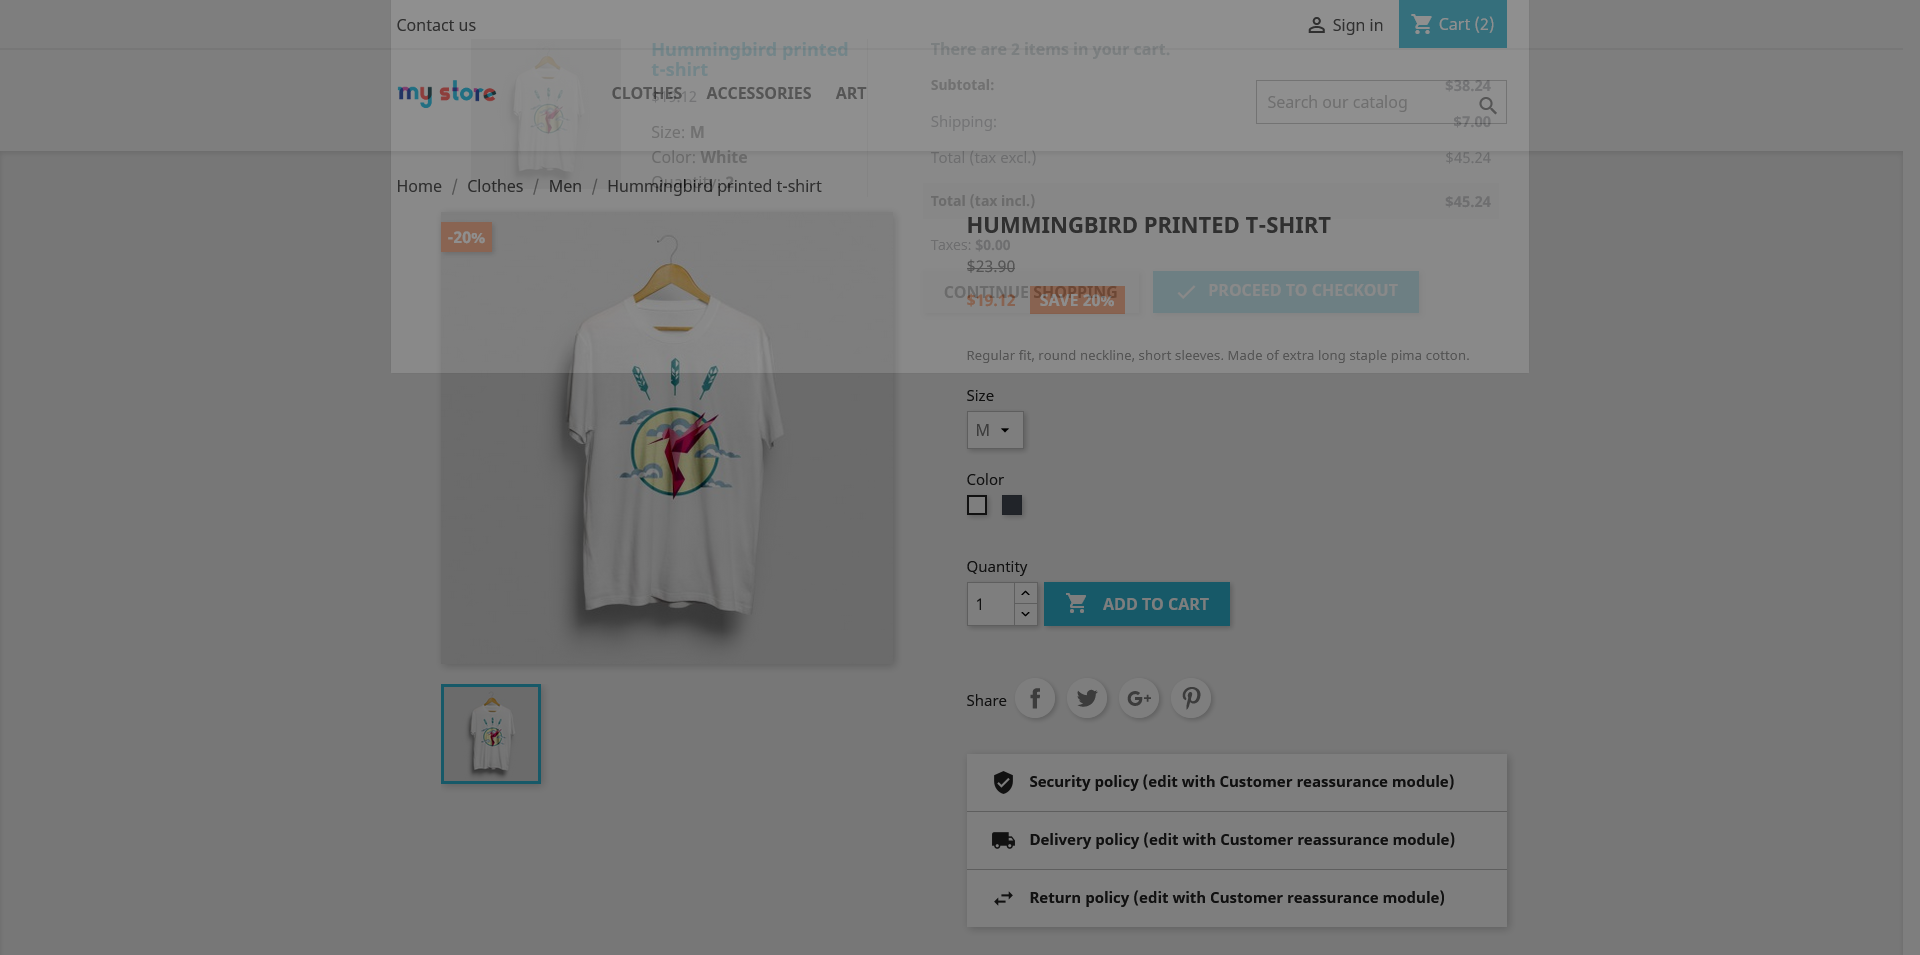 Contact us
Sign in
Cart (2)
my store
CLOTHES
ACCESSORIES
ART
Search our catalog
Hummingbird printed
t-shirt
$19.12
Size: M
Color: White
Quantity: 2
There are 2 items in your cart.
Subtotal: $38.24
Shipping: $7.00
Total (tax excl.) $45.24
Total (tax incl.) $45.24
Taxes: $0.00
CONTINUE SHOPPING
PROCEED TO CHECKOUT
Home / Clothes / Men / Hummingbird printed t-shirt
-20%
HUMMINGBIRD PRINTED T-SHIRT
$23.90
$19.12 SAVE 20%
Regular fit, round neckline, short sleeves. Made of extra long staple pima cotton.
Size
M
Color
Quantity
1
ADD TO CART
Share
Security policy (edit with Customer reassurance module)
Delivery policy (edit with Customer reassurance module)
Return policy (edit with Customer reassurance module)